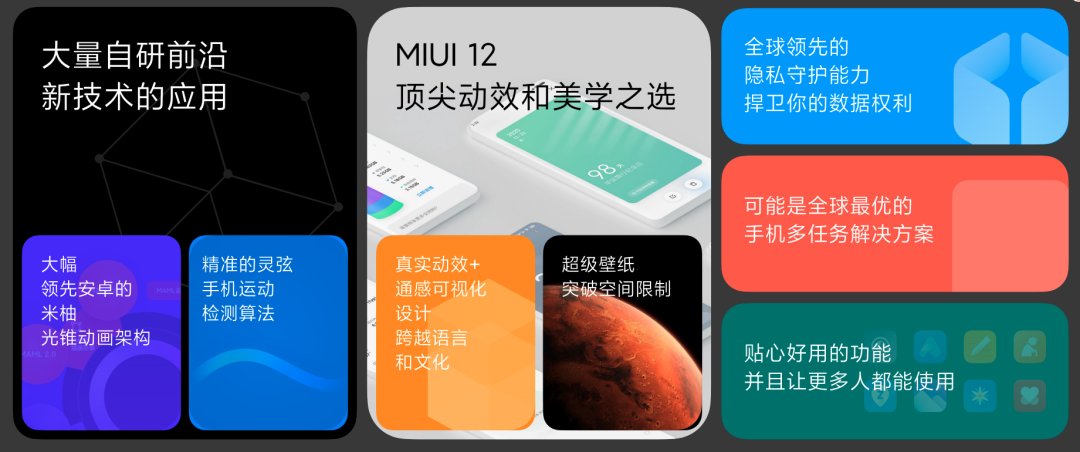 大量自研前沿
新技术的应用
大幅
领先安卓的
米柚
光锥动画架构
MAML 2.0
精准的灵弦
手机运动
检测算法
MIUI 12
顶尖动效和美学之选
98
真实动效+
通感可视化
设计
跨越语言
和文化
超级壁纸
突破空间限制
全球领先的
隐私守护能力
捍卫你的数据权利
可能是全球最优的
手机多任务解决方案
贴心好用的功能
并且让更多人都能使用